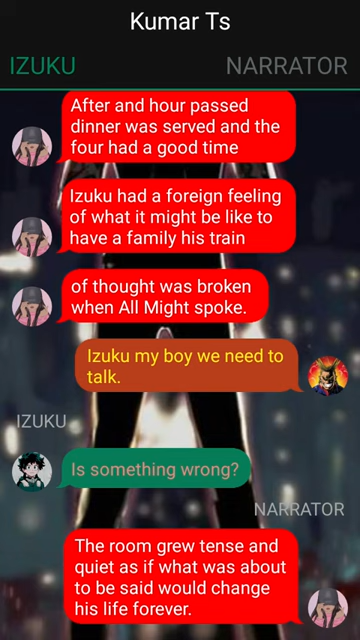 Kumar Ts
IZUKU NARRATOR
After and hour passed
dinner was served and the
four had a good time
Izuku had a foreign feeling
of what it might be like to
have a family his train
of thought was broken
when All Might spoke.
Izuku my boy we need to
talk.
IZUKU
Is something wrong?
NARRATOR
The room grew tense and
quiet as if what was about
to be said would change
his life forever.